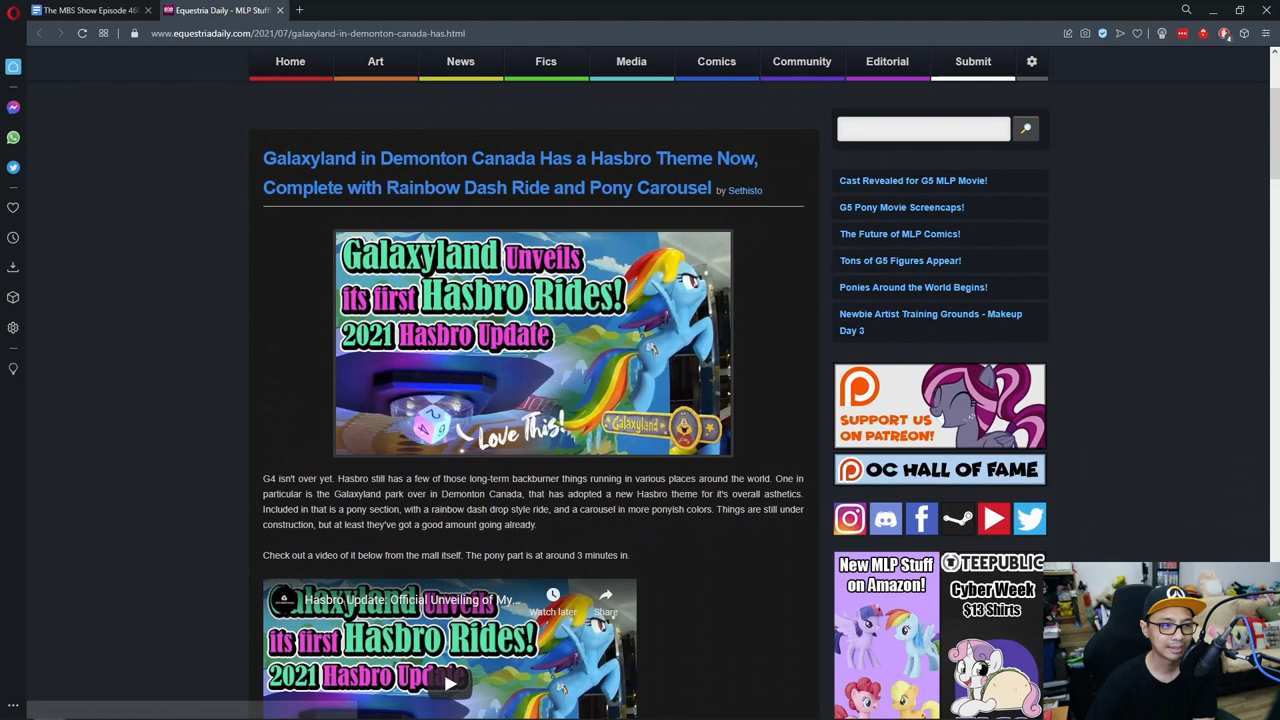 The MBS Show Episode 46
Equestria Daily - MLP Stuff
www.equestriadaily.com/2021/07/galaxyland-in-demonton-canada-has.html
Home
Art
News
Fics
Media
Comics
Community
Editorial
Submit
Galaxyland in Demonton Canada Has a Hasbro Theme Now,
Complete with Rainbow Dash Ride and Pony Carousel by Sethisto
Galaxyland Unveils
its first Hasbro Rides!
2021 Hasbro Update
Love This!
Galaxyland
G4 isn't over yet. Hasbro still has a few of those long-term backburner things running in various places around the world. One in
particular is the Galaxyland park over in Demonton Canada, that has adopted a new Hasbro theme for it's overall asthetics.
Included in that is a pony section, with a rainbow dash drop style ride, and a carousel in more ponyish colors. Things are still under
construction, but at least they've got a good amount going already.
Check out a video of it below from the mall itself. The pony part is at around 3 minutes in.
Hasbro Update: Official Unveiling of My...
Watch later
Share
Galaxyland Unveils
its first Hasbro Rides!
2021 Hasbro Update
Cast Revealed for G5 MLP Movie!
G5 Pony Movie Screencaps!
The Future of MLP Comics!
Tons of G5 Figures Appear!
Ponies Around the World Begins!
Newbie Artist Training Grounds - Makeup
Day 3
SUPPORT US
ON PATREON!
OC HALL OF FAME
New MLP Stuff
on Amazon!
TEEPUBLIC
Cyber Week
$13 Shirts